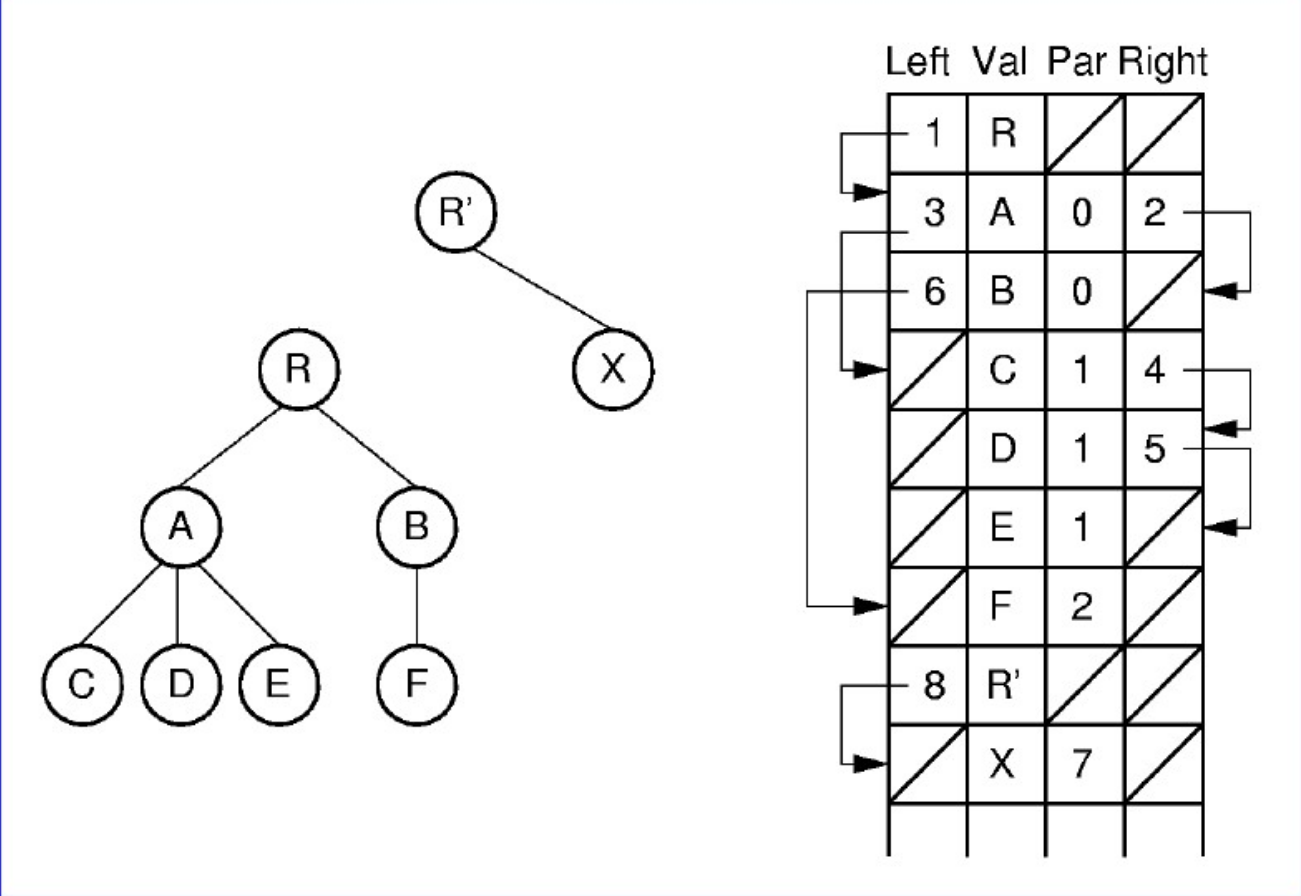 Left Val Par Right
1 R
3 A 0 2
6 B 0
C 1 4
D 1 5
E 1
F 2
8 R’
X 7
R’
R X
A B
C D E F